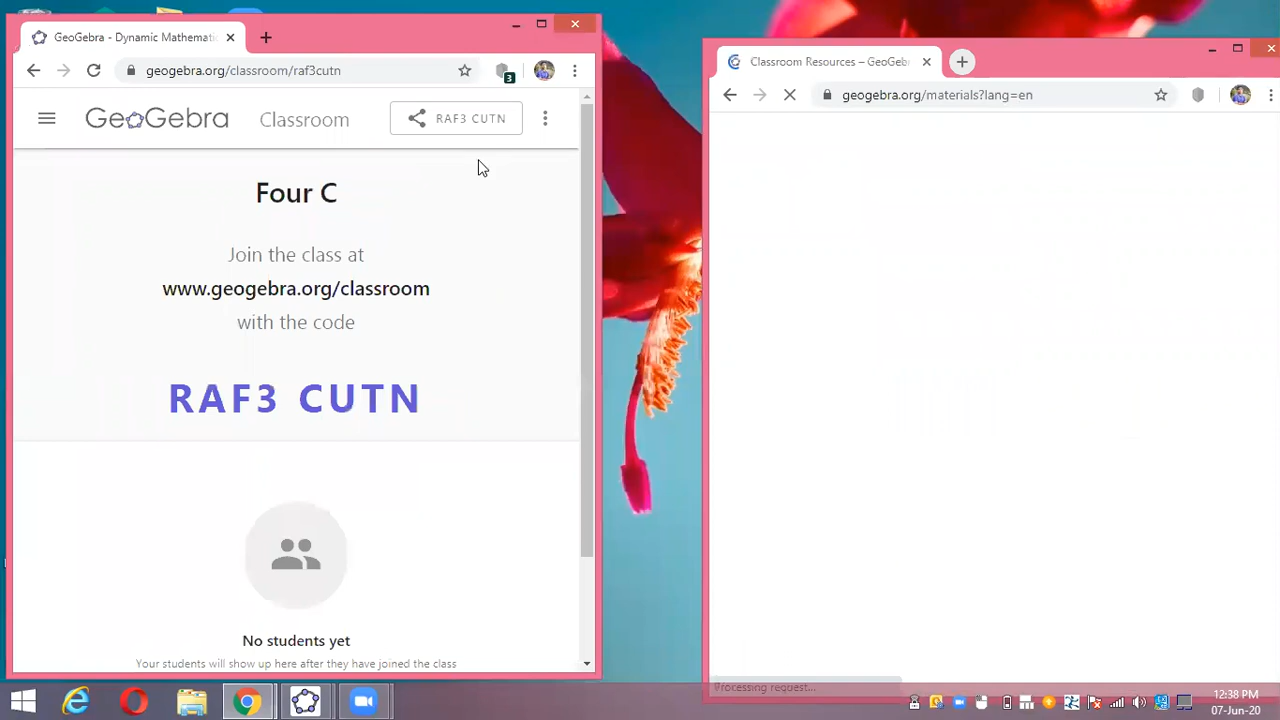 GeoGebra - Dynamic Mathemati
geogebra.org/classroom/raf3cutn
3
GeoGebra
Classroom
RAF3 CUTN
Four C
Join the class at
www.geogebra.org/classroom
with the code
RAF3 CUTN
No students yet
Your students will show up here after they have joined the class
Classroom Resources – GeoGeb
geogebra.org/materials?lang=en
Processing request...
12:38 PM
07-Jun-20